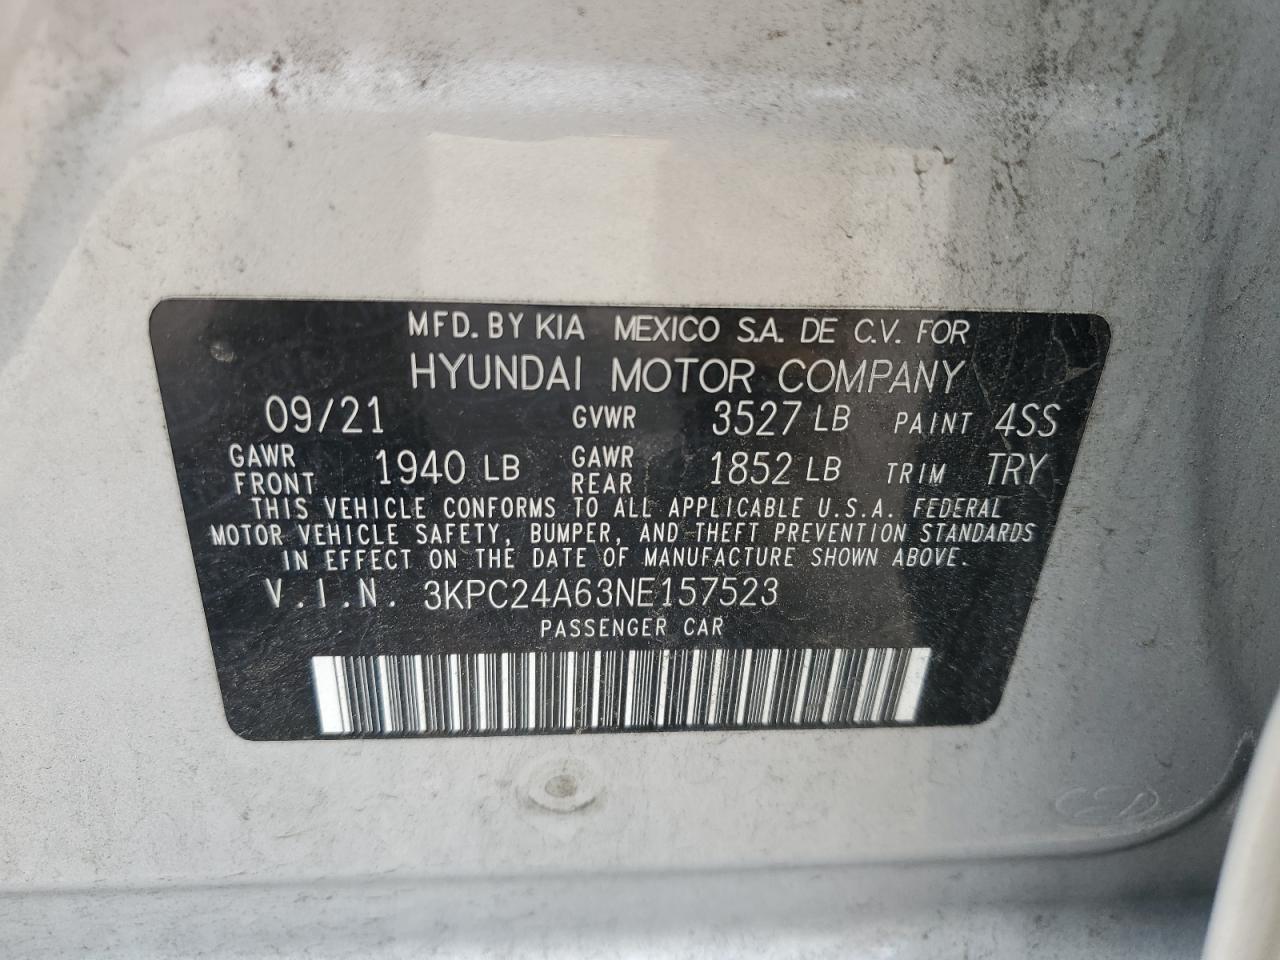 MFD. BY KIA MEXICO S.A. DE C.V. FOR
HYUNDAI MOTOR COMPANY
09/21 GVWR 3527 LB PAINT 4SS
GAWR FRONT 1940 LB GAWR REAR 1852 LB TRIM TRY
THIS VEHICLE CONFORMS TO ALL APPLICABLE U.S.A. FEDERAL
MOTOR VEHICLE SAFETY, BUMPER, AND THEFT PREVENTION STANDARDS
IN EFFECT ON THE DATE OF MANUFACTURE SHOWN ABOVE.
V.I.N. 3KPC24A63NE157523
PASSENGER CAR